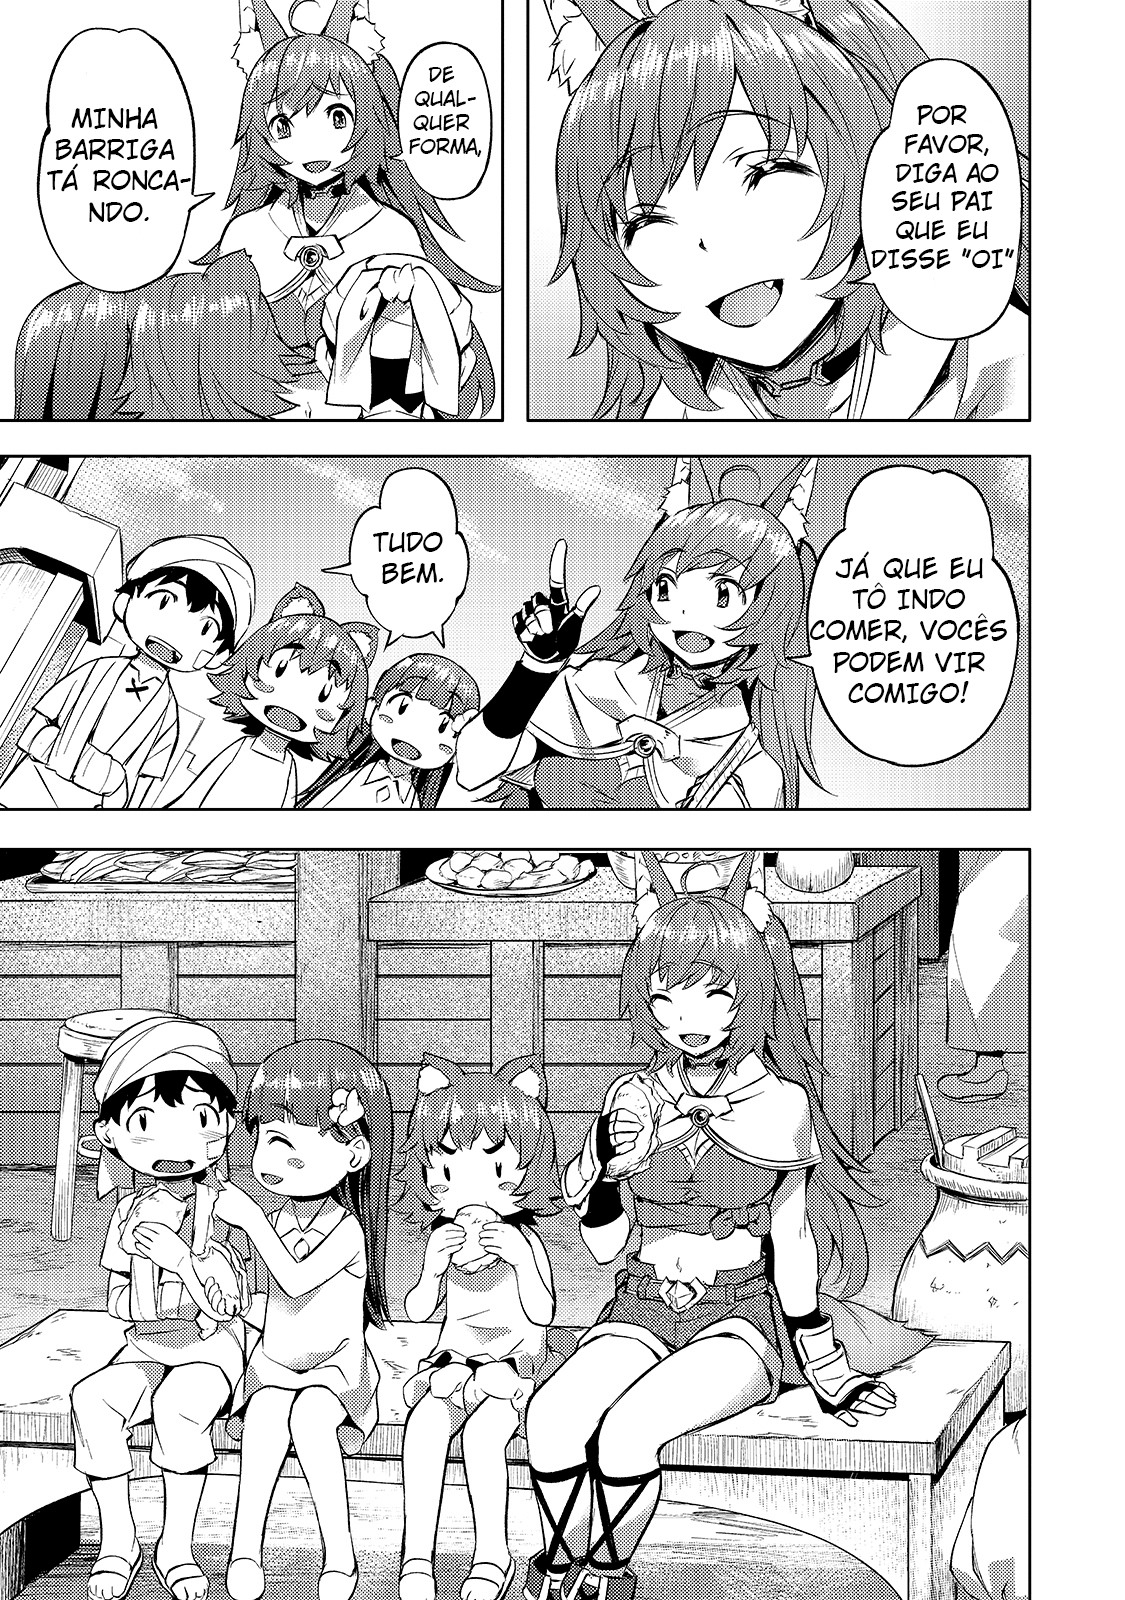 POR
FAVOR,
DIGA AO
SEU PAI
QUE EU
DISSE "OI"
DE
QUAL-
QUER
FORMA,
MINHA
BARRIGA
TÁ RONCA-
NDO.
JÁ QUE EU
TÔ INDO
COMER, VOCÊS
PODEM VIR
COMIGO!
TUDO
BEM.